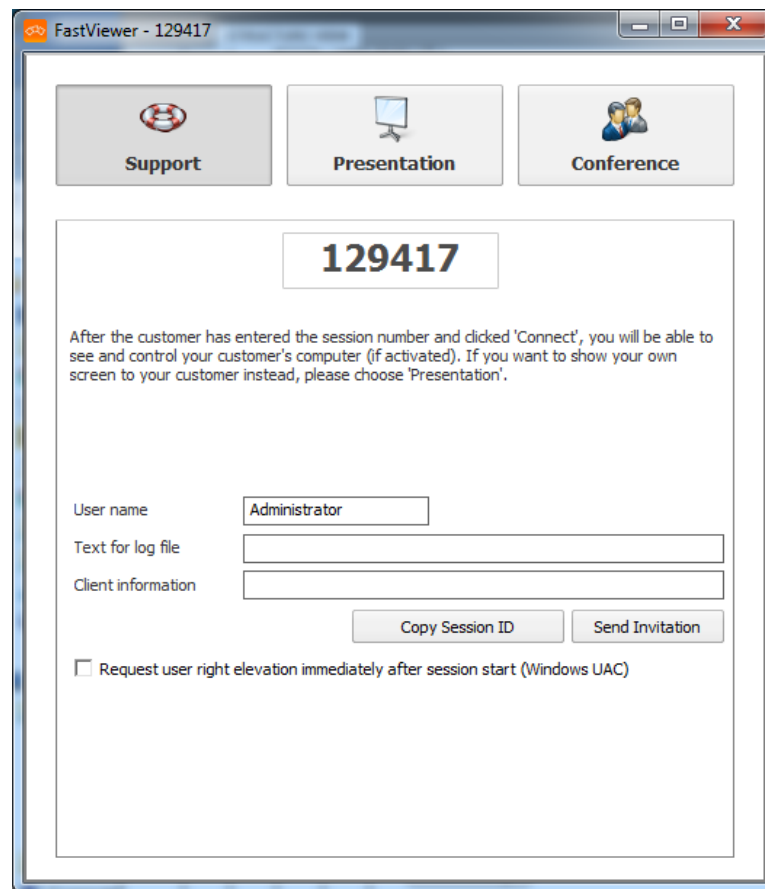 FastViewer - 129417
Support
Presentation
Conference
129417
After the customer has entered the session number and clicked 'Connect', you will be able to
see and control your customer's computer (if activated). If you want to show your own
screen to your customer instead, please choose 'Presentation'.
User name
Administrator
Text for log file
Client information
Copy Session ID
Send Invitation
Request user right elevation immediately after session start (Windows UAC)